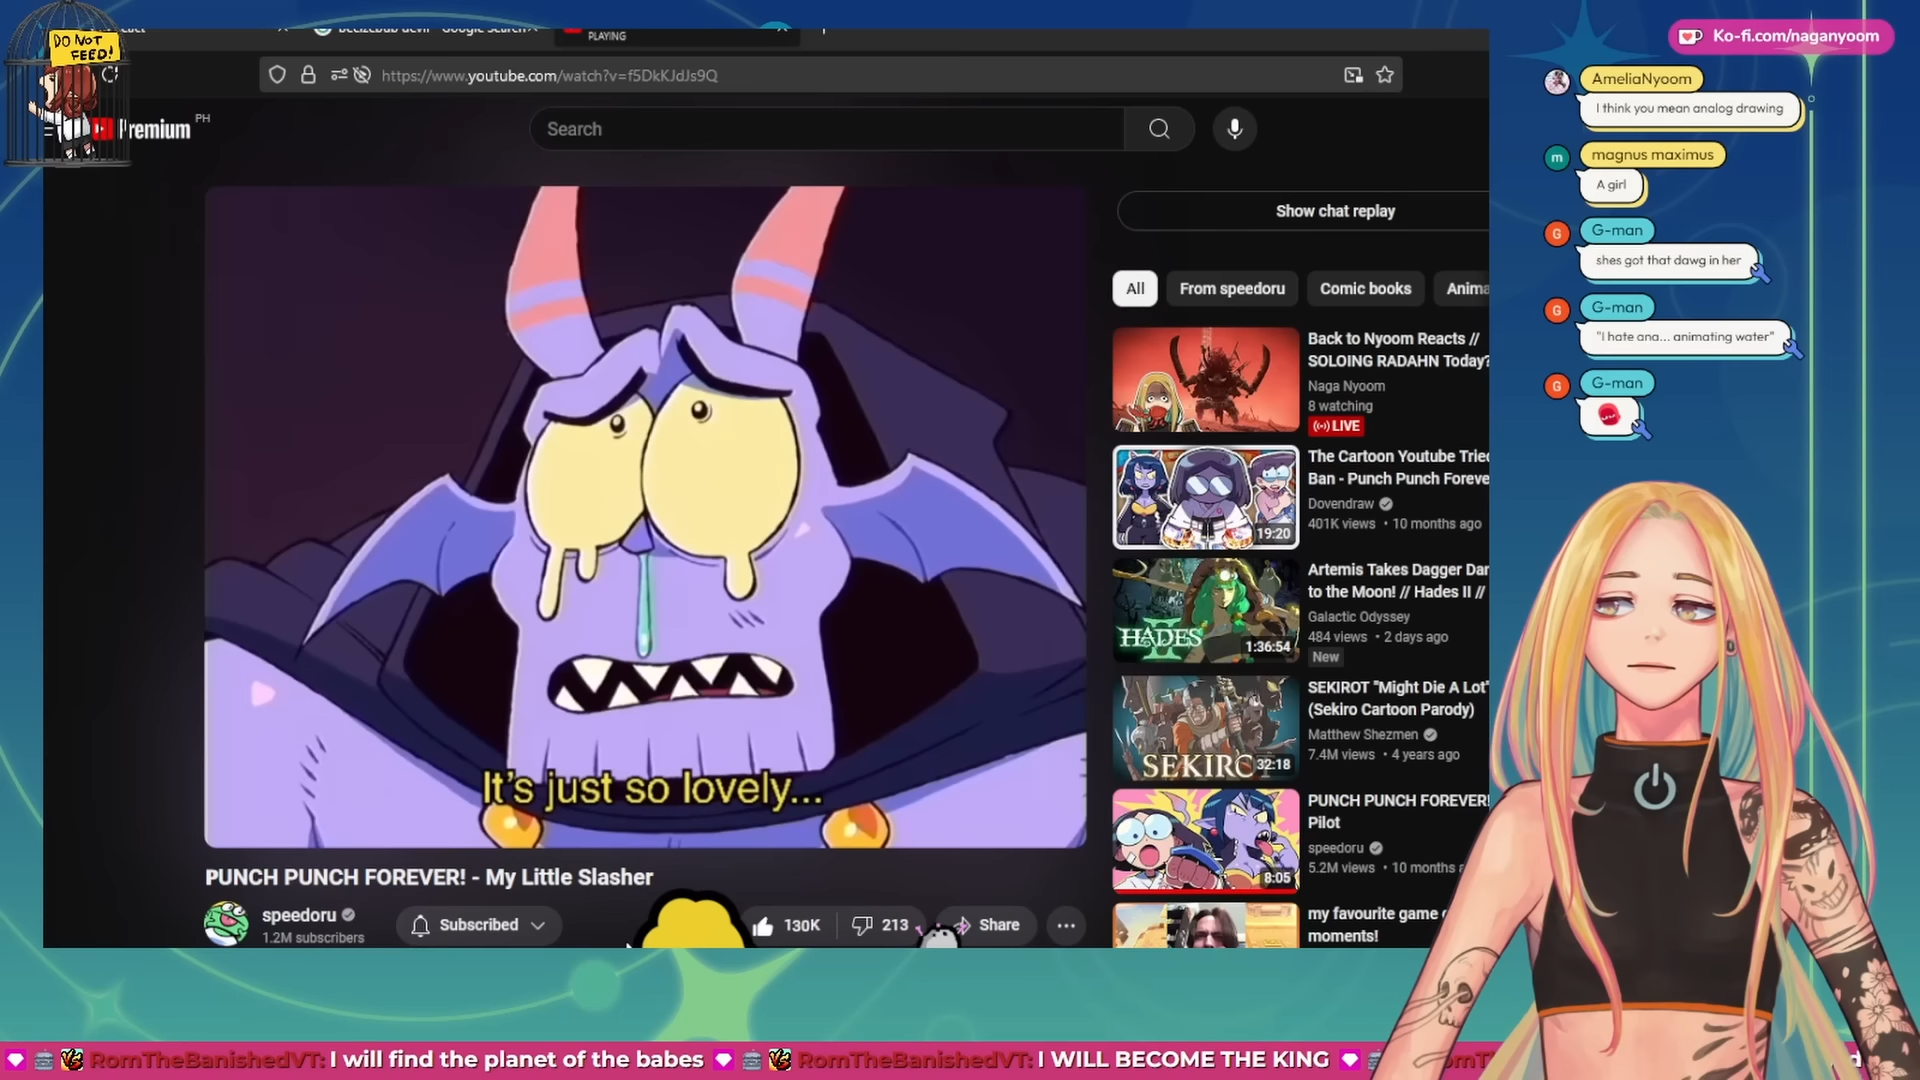 DO NOT
FEED!
Beelzebub devil - Google Search
PLAYING
https://www.youtube.com/watch?v=f5DkKJdJs9Q
Premium
PH
Search
Show chat replay
All
From speedoru
Comic books
Anima
It's just so lovely...
Back to Nyoom Reacts //
SOLOING RADAHN Today?
Naga Nyoom
8 watching
LIVE
The Cartoon Youtube Tried
Ban - Punch Punch Foreve
Dovendraw
401K views • 10 months ago
19:20
Artemis Takes Dagger Dan
to the Moon! // Hades II //
Galactic Odyssey
484 views • 2 days ago
New
HADES
II
1:36:54
SEKIROT "Might Die A Lot"
(Sekiro Cartoon Parody)
Matthew Shezmen
7.4M views • 4 years ago
SEKIRO
32:18
PUNCH PUNCH FOREVER!
Pilot
speedoru
5.2M views • 10 months a
8:05
my favourite game
moments!
PUNCH PUNCH FOREVER! - My Little Slasher
speedoru
1.2M subscribers
Subscribed
130K
213
Share
Ko-fi.com/naganyoom
AmeliaNyoom
I think you mean analog drawing
m
magnus maximus
A girl
G
G-man
shes got that dawg in her
G
G-man
"I hate ana... animating water"
G
G-man
RomTheBanishedVT: I will find the planet of the babes RomTheBanishedVT: I WILL BECOME THE KING